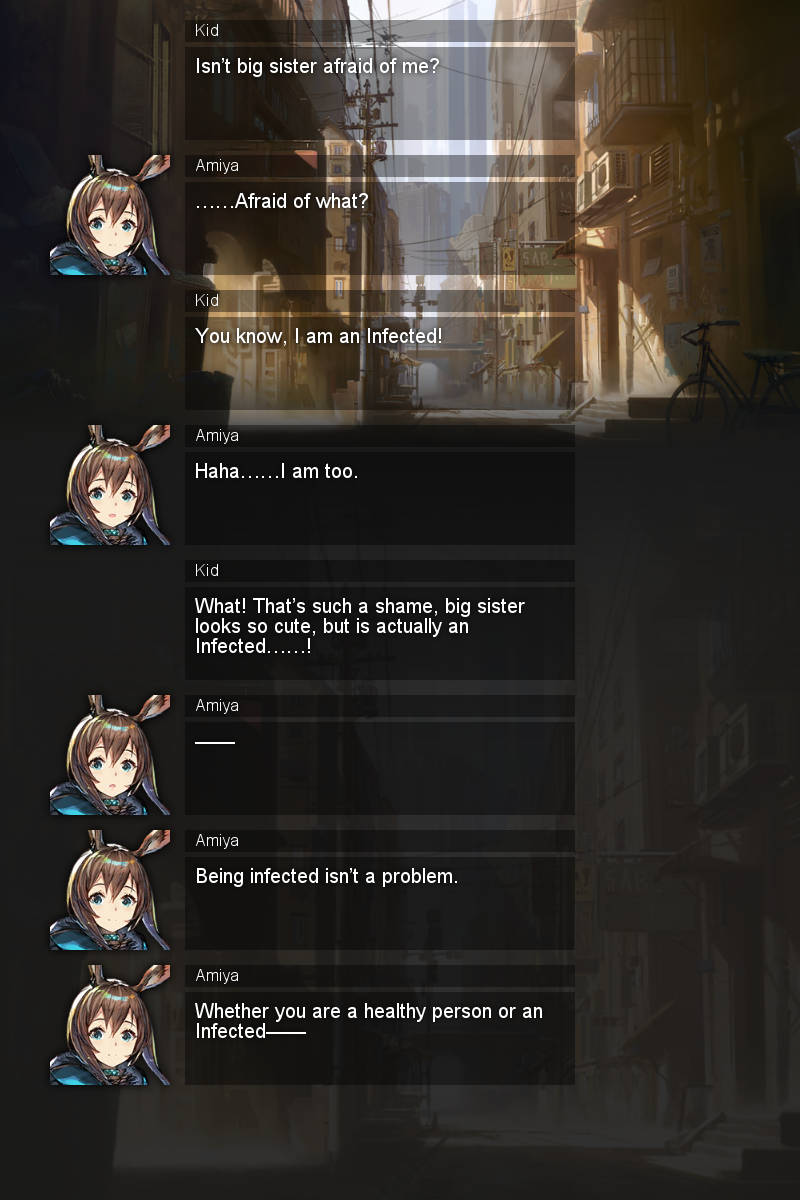 Kid
Isn't big sister afraid of me?
Amiya
……Afraid of what?
Kid
You know, I am an Infected!
Amiya
Haha……I am too.
Kid
What! That's such a shame, big sister
looks so cute, but is actually an
Infected……!
Amiya
——
Amiya
Being infected isn't a problem.
Amiya
Whether you are a healthy person or an
Infected——